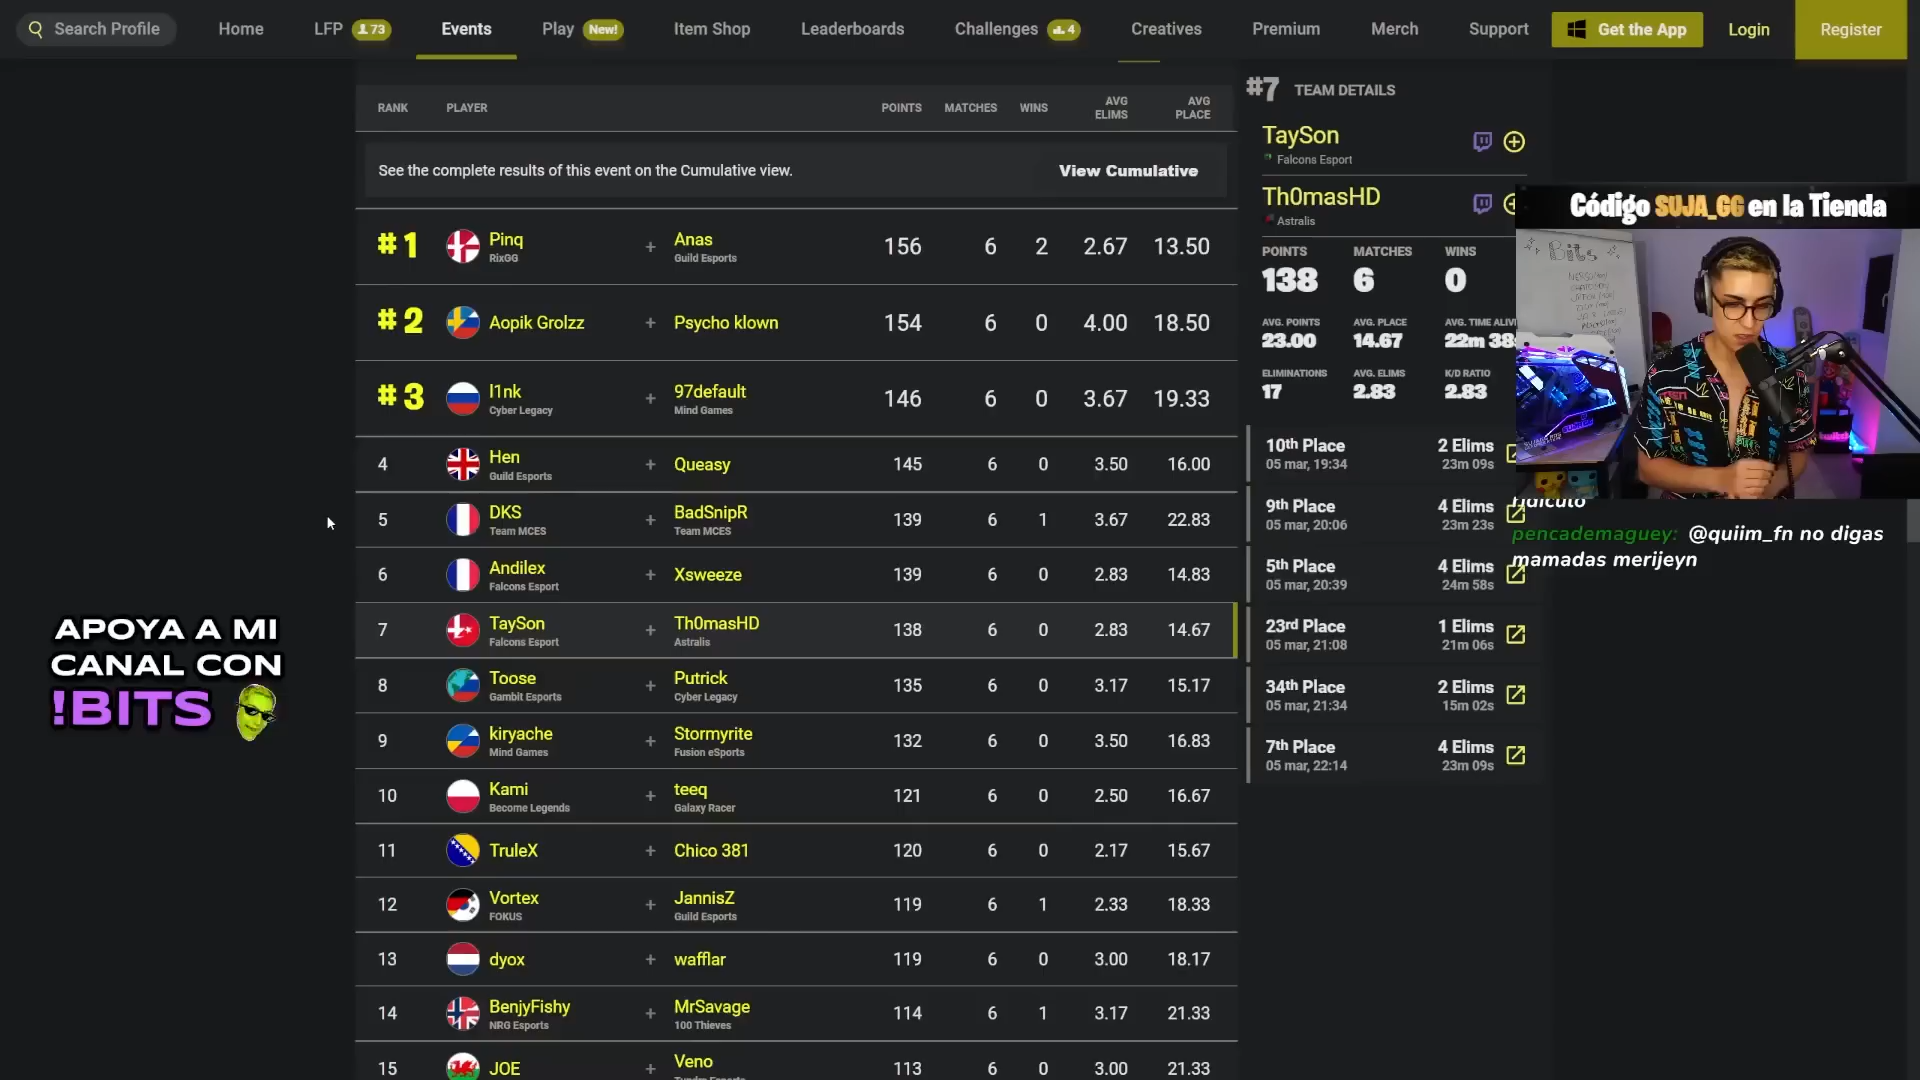 Search Profile
Home
LFP 73
Events
Play New!
Item Shop
Leaderboards
Challenges 4
Creatives
Premium
Merch
Support
Get the App
Login
Register
RANK PLAYER POINTS MATCHES WINS AVG ELIMS AVG PLACE
See the complete results of this event on the Cumulative view. View Cumulative
#1 Pinq RixGG + Anas Guild Esports 156 6 2 2.67 13.50
#2 Aopik Grolzz + Psycho klown 154 6 0 4.00 18.50
#3 l1nk Cyber Legacy + 97default Mind Games 146 6 0 3.67 19.33
4 Hen Guild Esports + Queasy 145 6 0 3.50 16.00
5 DKS Team MCES + BadSnipR Team MCES 139 6 1 3.67 22.83
6 Andilex Falcons Esport + Xsweeze 139 6 0 2.83 14.83
7 TaySon Falcons Esport + Th0masHD Astralis 138 6 0 2.83 14.67
8 Toose Gambit Esports + Putrick Cyber Legacy 135 6 0 3.17 15.17
9 kiryache Mind Games + Stormyrite Fusion eSports 132 6 0 3.50 16.83
10 Kami Become Legends + teeq Galaxy Racer 121 6 0 2.50 16.67
11 TruleX + Chico 381 120 6 0 2.17 15.67
12 Vortex FOKUS + JannisZ Guild Esports 119 6 1 2.33 18.33
13 dyox + wafflar 119 6 0 3.00 18.17
14 BenjyFishy NRG Esports + MrSavage 100 Thieves 114 6 1 3.17 21.33
15 JOE + Veno 113 6 0 3.00 21.33
#7 TEAM DETAILS
TaySon
Falcons Esport
Th0masHD
Astralis
POINTS MATCHES WINS
138 6 0
AVG. POINTS AVG. PLACE AVG. TIME ALIV
23.00 14.67 22m 38s
ELIMINATIONS AVG. ELIMS K/D RATIO
17 2.83 2.83
10th Place 2 Elims
05 mar, 19:34 23m 09s
9th Place 4 Elims
05 mar, 20:06 23m 23s
5th Place 4 Elims
05 mar, 20:39 24m 58s
23rd Place 1 Elims
05 mar, 21:08 21m 06s
34th Place 2 Elims
05 mar, 21:34 15m 02s
7th Place 4 Elims
05 mar, 22:14 23m 09s
Código SUJA_GG en la Tienda
Bits
ridiculo
pencademaguey: @quiim_fn no digas
mamadas merijeyn
APOYA A MI
CANAL CON
!BITS